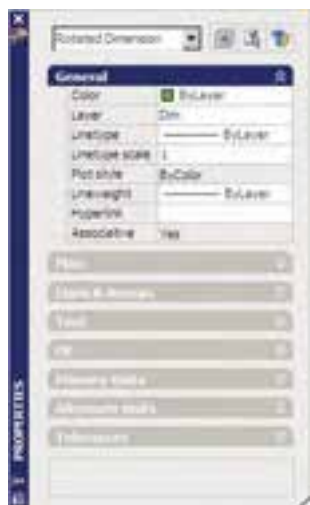 Rotated Dimension
General
Color ByLayer
Layer Dim
Linetype ByLayer
Linetype scale 1
Plot style ByColor
Lineweight ByLayer
Hyperlink
Associative Yes
Misc
Lines & Arrows
Text
Fit
Primary Units
Alternate Units
Tolerances
PROPERTIES